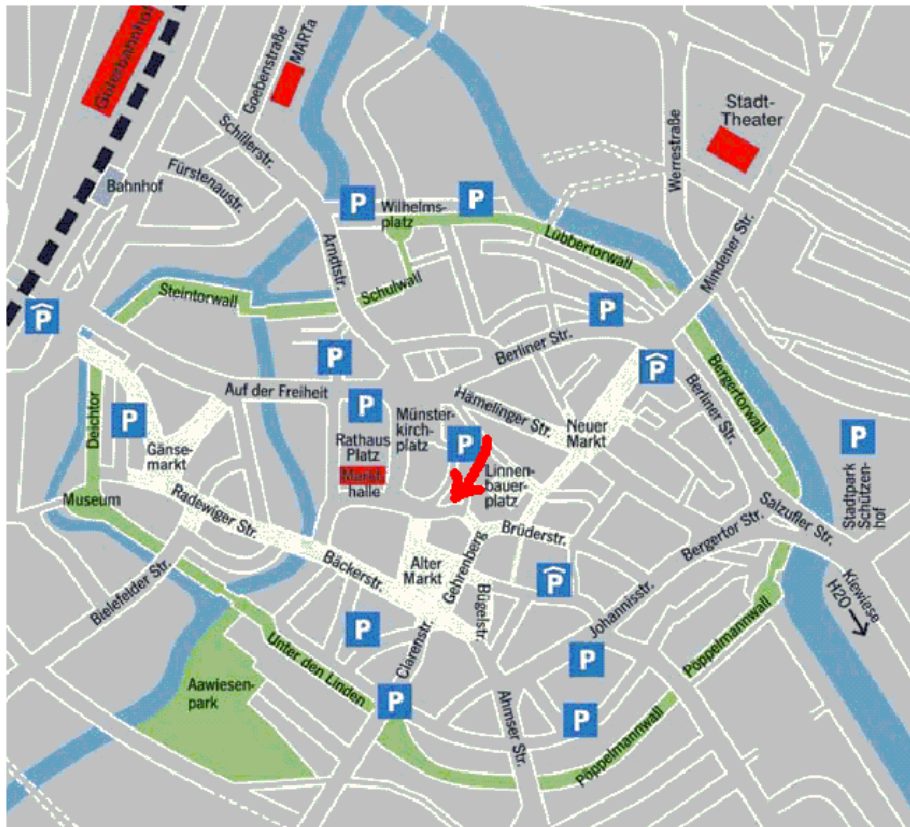 Güterbahnhof
Goebenstraße
MARTa
Stadt-
Theater
Schillerstr.
Werrestraße
Fürstenaustr.
Bahnhof
P
Wilhelms-
platz
P
Lübbertorwall
Mindener Str.
Arndtstr.
Schulwall
Steintorwall
P
P
Berliner Str.
P
P
Bergertorwall
Berliner Str.
Auf der Freiheit
P
Hämelinger Str.
Deichtor
P
Münster-
kirch-
platz
Neuer
Markt
P
Rathaus
Platz
Markt-
halle
Gänse-
markt
P
Linnen-
bauer-
platz
Stadtpark
Schützen-
hof
Museum
Radewiger Str.
Salzufler Str.
Brüderstr.
Bergertor Str.
Bäckerstr.
Alter
Markt
Gehrenberg
Bielefelder Str.
P
Kiewiese
H2O
Bügelstr.
Johannisstr.
P
Clarenstr.
Unter den Linden
Pöppelmannwall
P
Aawiesen-
park
P
Ahmser Str.
P
Pöppelmannwall